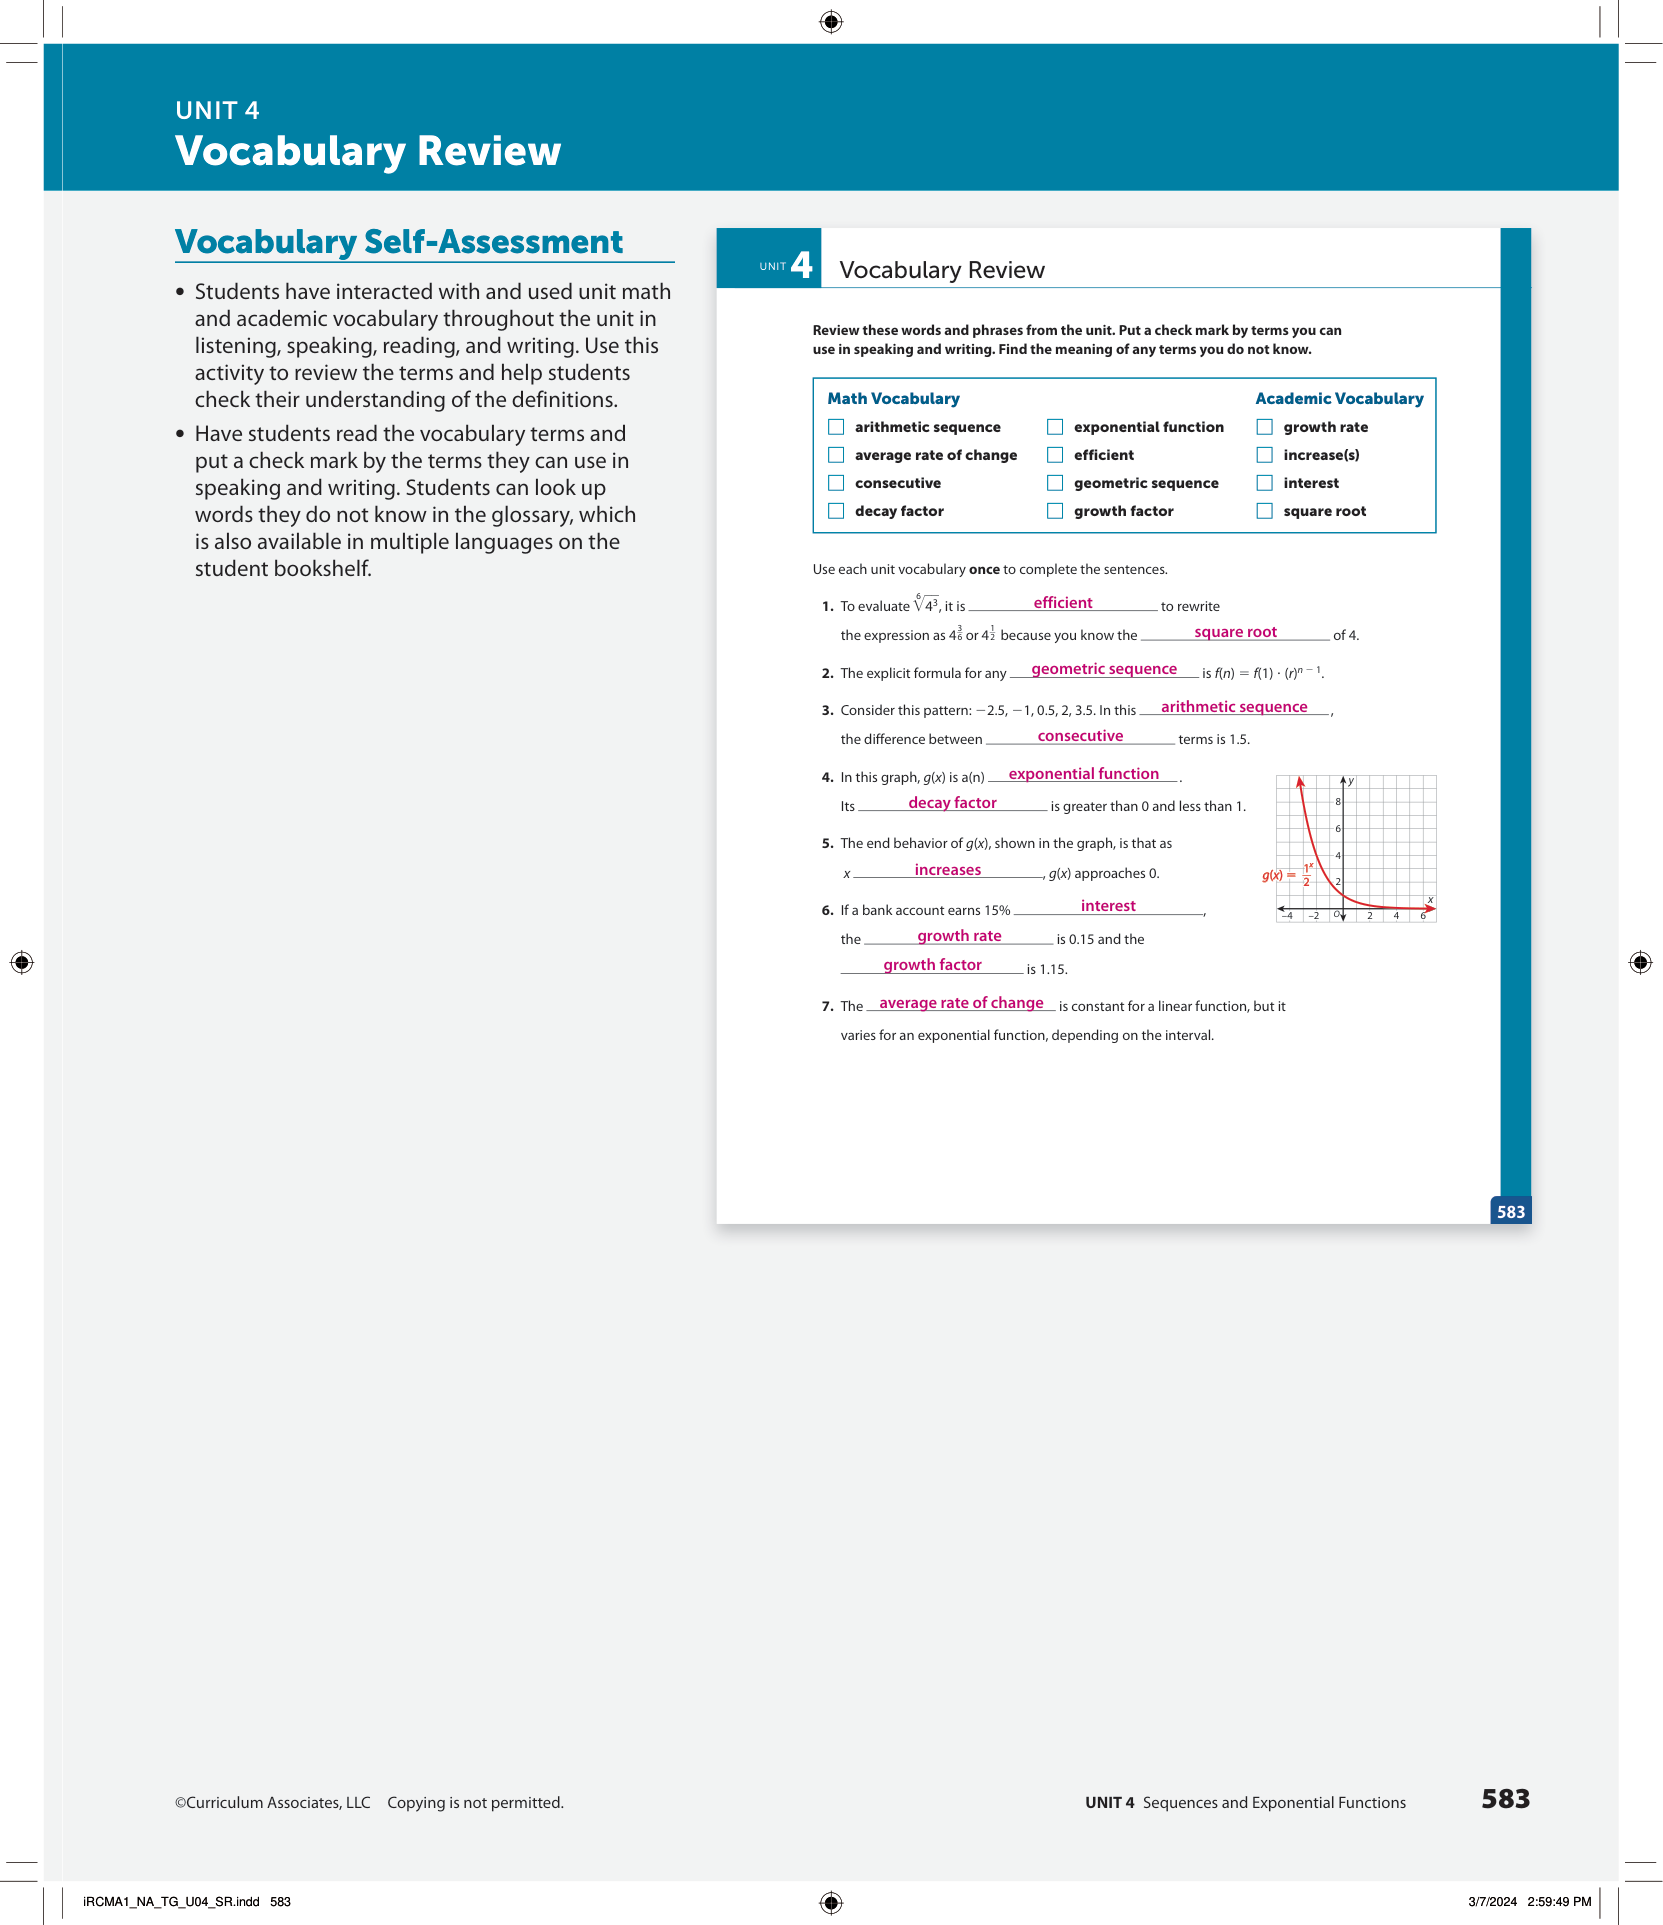 UNIT 4
Vocabulary Review
Vocabulary Self-Assessment
• Students have interacted with and used unit math
and academic vocabulary throughout the unit in
listening, speaking, reading, and writing. Use this
activity to review the terms and help students
check their understanding of the definitions.
• Have students read the vocabulary terms and
put a check mark by the terms they can use in
speaking and writing. Students can look up
words they do not know in the glossary, which
is also available in multiple languages on the
student bookshelf.
UNIT 4 Vocabulary Review
Review these words and phrases from the unit. Put a check mark by terms you can
use in speaking and writing. Find the meaning of any terms you do not know.
Math Vocabulary Academic Vocabulary
arithmetic sequence exponential function growth rate
average rate of change efficient increase(s)
consecutive geometric sequence interest
decay factor growth factor square root
Use each unit vocabulary once to complete the sentences.
1. To evaluate ⁶√4³, it is efficient to rewrite
the expression as 4^(3/6) or 4^(1/2) because you know the square root of 4.
2. The explicit formula for any geometric sequence is f(n) = f(1) · (r)ⁿ ⁻ ¹.
3. Consider this pattern: −2.5, −1, 0.5, 2, 3.5. In this arithmetic sequence,
the difference between consecutive terms is 1.5.
4. In this graph, g(x) is a(n) exponential function.
Its decay factor is greater than 0 and less than 1.
5. The end behavior of g(x), shown in the graph, is that as
x increases, g(x) approaches 0.
6. If a bank account earns 15% interest,
the growth rate is 0.15 and the
growth factor is 1.15.
7. The average rate of change is constant for a linear function, but it
varies for an exponential function, depending on the interval.
y
8
6
4
g(x) = 1/2^x
2
x
–4 –2 O 2 4 6
583
©Curriculum Associates, LLC Copying is not permitted.
UNIT 4 Sequences and Exponential Functions 583
iRCMA1_NA_TG_U04_SR.indd 583
3/7/2024 2:59:49 PM